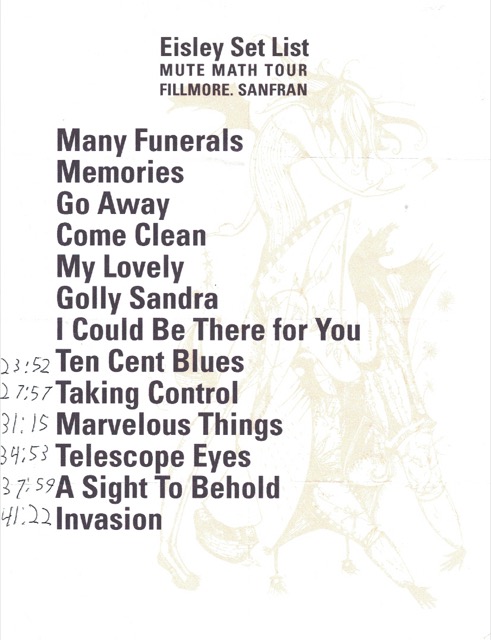 Eisley Set List
MUTE MATH TOUR
FILLMORE. SANFRAN
Many Funerals
Memories
Go Away
Come Clean
My Lovely
Golly Sandra
I Could Be There for You
23:52 Ten Cent Blues
27:57 Taking Control
31:15 Marvelous Things
34:53 Telescope Eyes
37:59 A Sight To Behold
41:22 Invasion